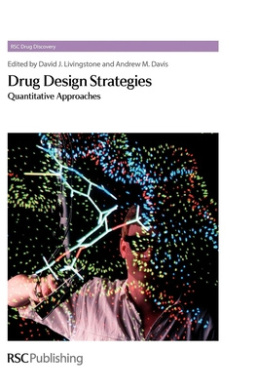 RSC Drug Discovery
Edited by David J. Livingstone and Andrew M. Davis
Drug Design Strategies
Quantitative Approaches
RSCPublishing